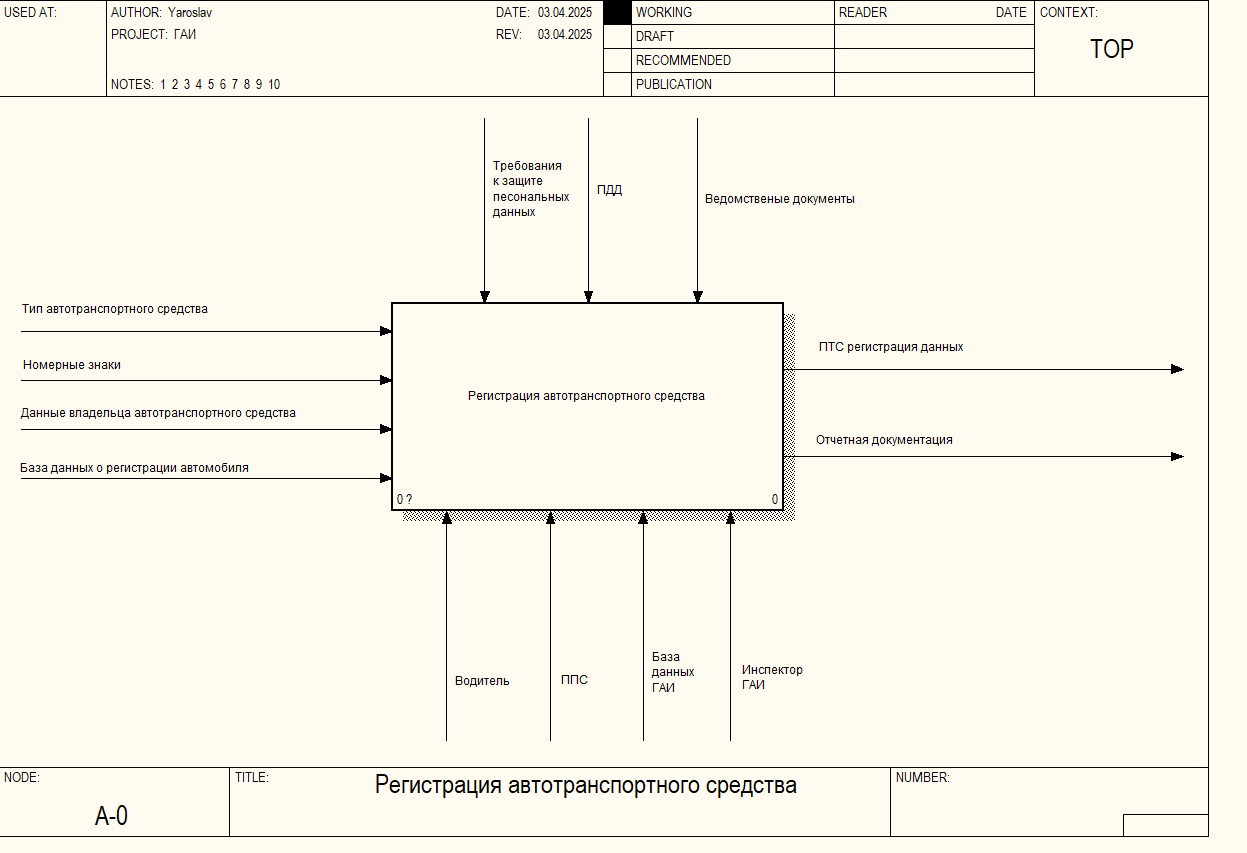 USED AT:
AUTHOR: Yaroslav
DATE: 03.04.2025
PROJECT: ГАИ
REV: 03.04.2025
NOTES: 1 2 3 4 5 6 7 8 9 10
WORKING
DRAFT
RECOMMENDED
PUBLICATION
READER DATE
CONTEXT:
TOP
Требования
к защите
песональных
данных
ПДД
Ведомственые документы
Тип автотранспортного средства
Номерные знаки
Данные владельца автотранспортного средства
База данных о регистрации автомобиля
Регистрация автотранспортного средства
0 ?
0
ПТС регистрация данных
Отчетная документация
Водитель
ППС
База
данных
ГАИ
Инспектор
ГАИ
NODE:
A-0
TITLE:
Регистрация автотранспортного средства
NUMBER: